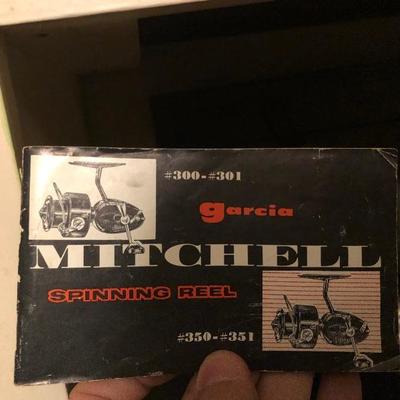 #300-#301
garcia
MITCHELL
SPINNING REEL
#350-#351